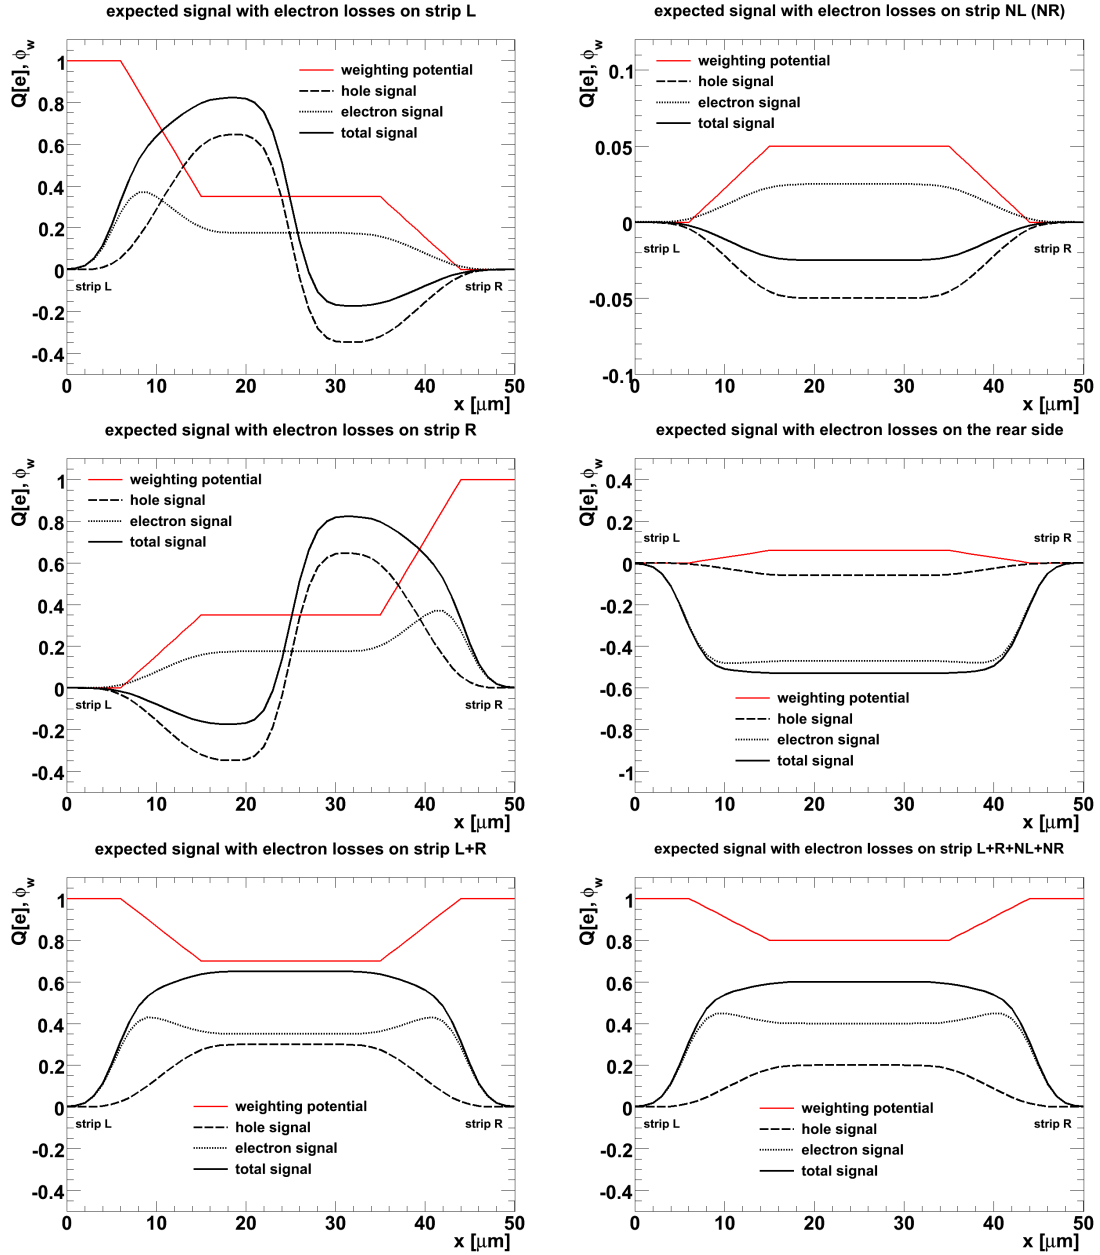 expected signal with electron losses on strip L
Q[e], ϕw
1
0.8
0.6
0.4
0.2
0
-0.2
-0.4
weighting potential
hole signal
electron signal
total signal
strip L
strip R
0 10 20 30 40 50
x [μm]
expected signal with electron losses on strip NL (NR)
Q[e], ϕw
0.1
0.05
0
-0.05
-0.1
weighting potential
hole signal
electron signal
total signal
strip L
strip R
0 10 20 30 40 50
x [μm]
expected signal with electron losses on strip R
Q[e], ϕw
1
0.8
0.6
0.4
0.2
0
-0.2
-0.4
weighting potential
hole signal
electron signal
total signal
strip L
strip R
0 10 20 30 40 50
x [μm]
expected signal with electron losses on the rear side
Q[e], ϕw
0.4
0.2
0
-0.2
-0.4
-0.6
-0.8
-1
strip L
strip R
weighting potential
hole signal
electron signal
total signal
0 10 20 30 40 50
x [μm]
expected signal with electron losses on strip L+R
Q[e], ϕw
1
0.8
0.6
0.4
0.2
0
-0.2
-0.4
strip L
strip R
weighting potential
hole signal
electron signal
total signal
0 10 20 30 40 50
x [μm]
expected signal with electron losses on strip L+R+NL+NR
Q[e], ϕw
1
0.8
0.6
0.4
0.2
0
-0.2
-0.4
strip L
strip R
weighting potential
hole signal
electron signal
total signal
0 10 20 30 40 50
x [μm]